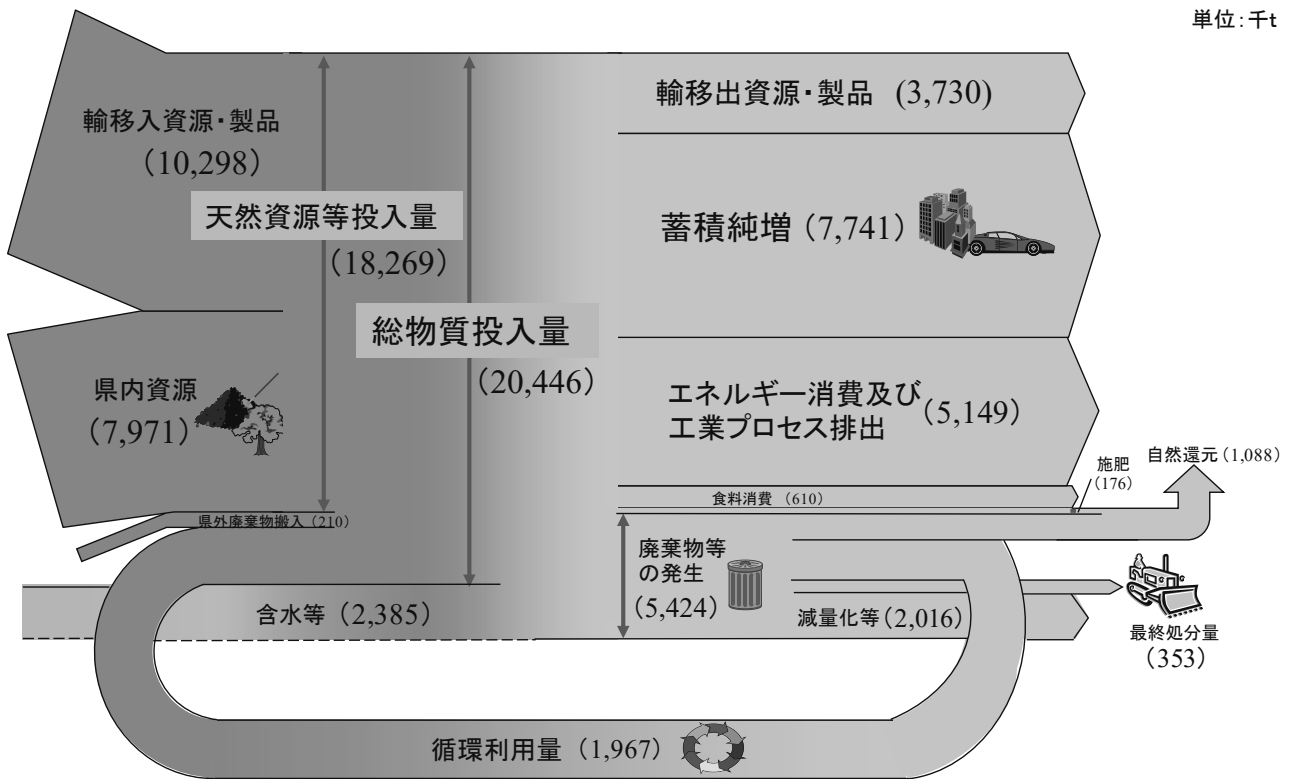 単位:千t
輸移入資源・製品
（10,298）
天然資源等投入量
（18,269）
総物質投入量
（20,446）
県内資源
（7,971）
県外廃棄物搬入（210）
含水等（2,385）
輸移出資源・製品 （3,730）
蓄積純増（7,741）
エネルギー消費及び
工業プロセス排出
（5,149）
食料消費 （610）
施肥
（176）
自然還元（1,088）
廃棄物等
の発生
（5,424）
減量化等（2,016）
最終処分量
（353）
循環利用量（1,967）